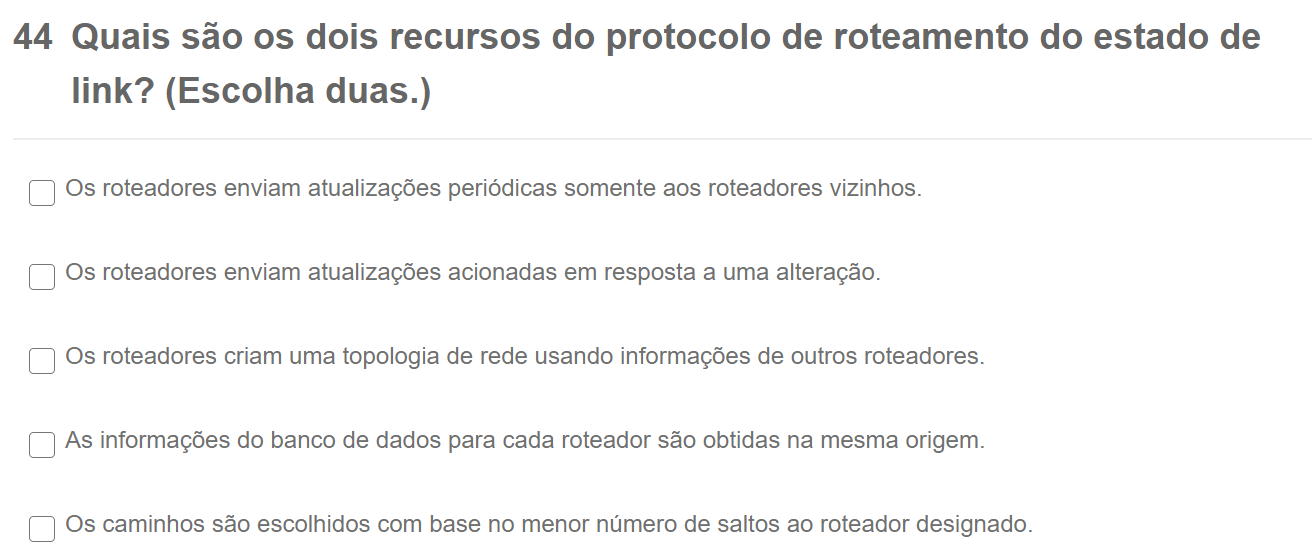 44 Quais são os dois recursos do protocolo de roteamento do estado de
link? (Escolha duas.)
Os roteadores enviam atualizações periódicas somente aos roteadores vizinhos.
Os roteadores enviam atualizações acionadas em resposta a uma alteração.
Os roteadores criam uma topologia de rede usando informações de outros roteadores.
As informações do banco de dados para cada roteador são obtidas na mesma origem.
Os caminhos são escolhidos com base no menor número de saltos ao roteador designado.